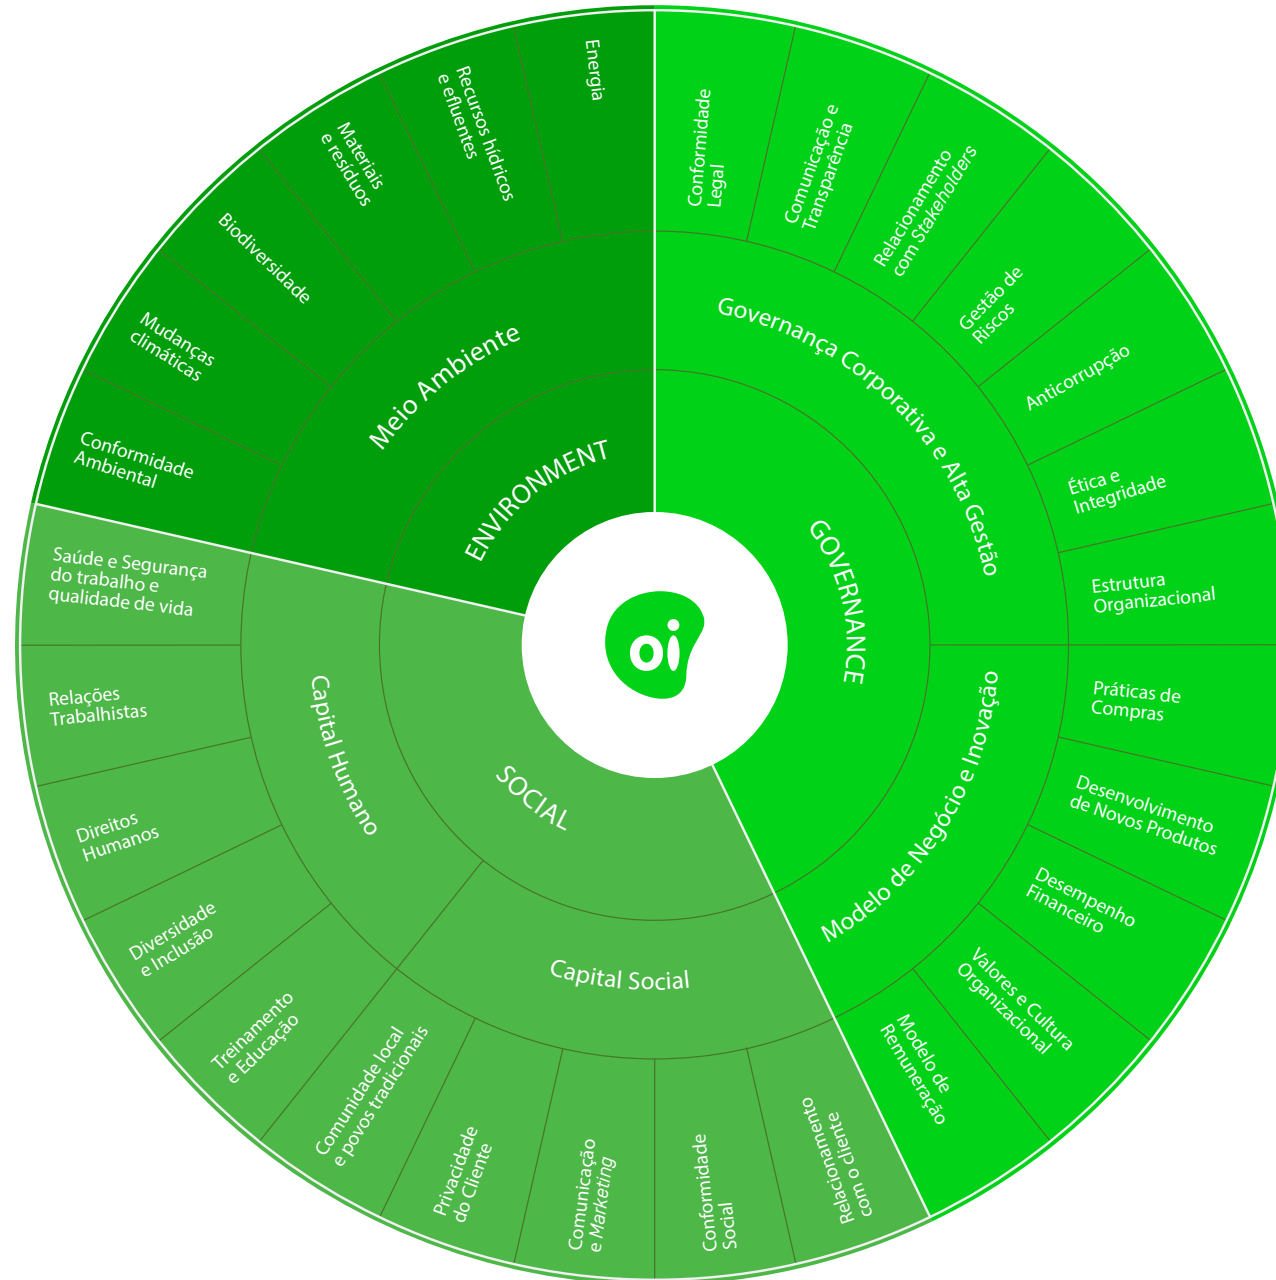 Energia
Recursos hídricos
e efluentes
Materiais
e resíduos
Biodiversidade
Mudanças
climáticas
Conformidade
Ambiental
Meio Ambiente
ENVIRONMENT
Conformidade
Legal
Comunicação e
Transparência
Relacionamento
com Stakeholders
Gestão de
Riscos
Anticorrupção
Ética e
Integridade
Estrutura
Organizacional
Governança Corporativa e Alta Gestão
GOVERNANCE
Práticas de
Compras
Desenvolvimento
de Novos Produtos
Desempenho
Financeiro
Valores e Cultura
Organizacional
Modelo de
Remuneração
Modelo de Negócio e Inovação
oi
Saúde e Segurança
do trabalho e
qualidade de vida
Relações
Trabalhistas
Direitos
Humanos
Diversidade
e Inclusão
Treinamento
e Educação
Capital Humano
SOCIAL
Capital Social
Comunidade local
e povos tradicionais
Privacidade
do Cliente
Comunicação
e Marketing
Conformidade
Social
Relacionamento
com o cliente